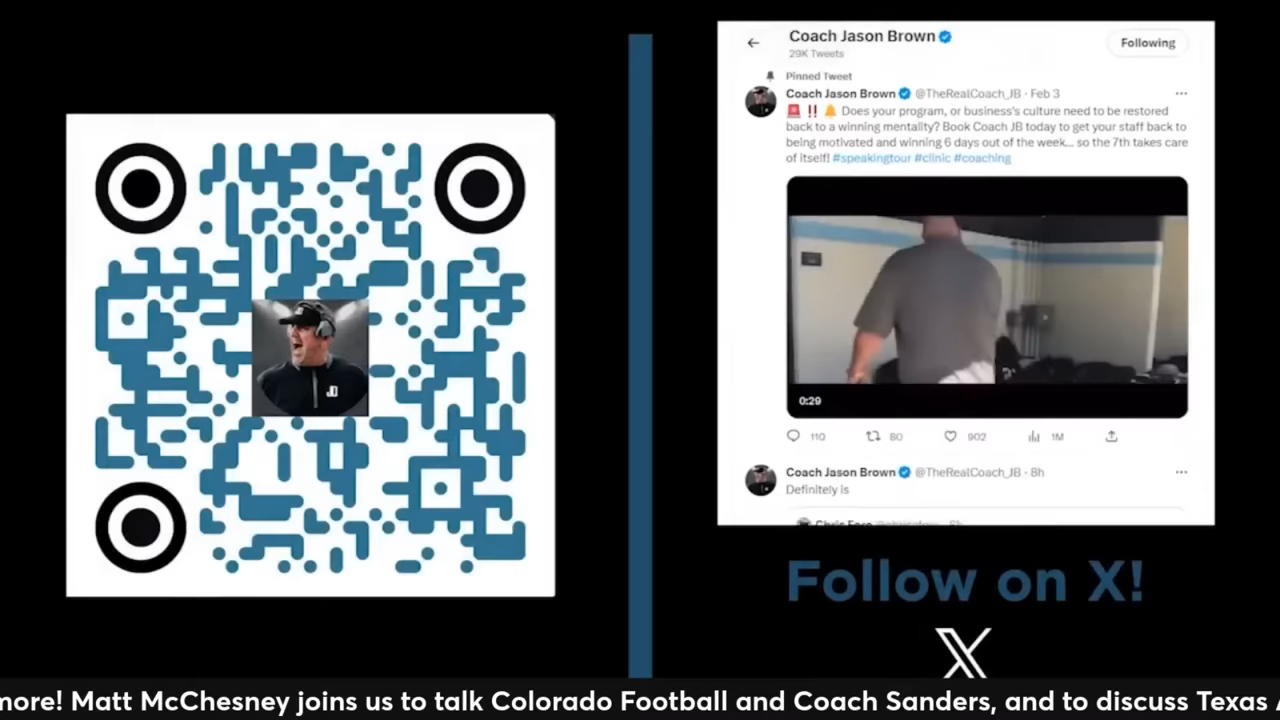 Coach Jason Brown
29K Tweets
Following
Pinned Tweet
Coach Jason Brown @TheRealCoach_JB · Feb 3
🚨 ‼️ 🔔 Does your program, or business's culture need to be restored
back to a winning mentality? Book Coach JB today to get your staff back to
being motivated and winning 6 days out of the week... so the 7th takes care
of itself! #speakingtour #clinic #coaching
0:29
110 80 902 1M
Coach Jason Brown @TheRealCoach_JB · 8h
Definitely is
Follow on X!
more! Matt McChesney joins us to talk Colorado Football and Coach Sanders, and to discuss Texas